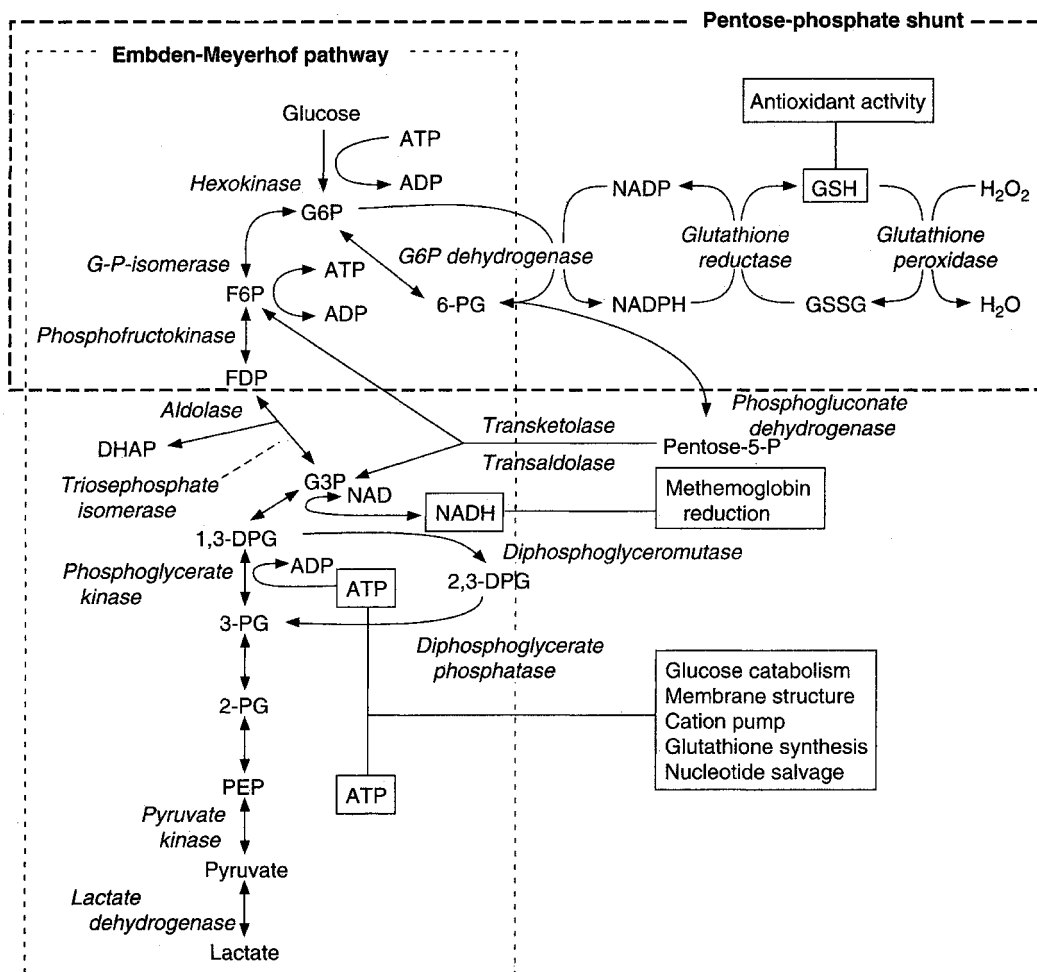 Pentose-phosphate shunt
Embden-Meyerhof pathway
Antioxidant activity
Glucose
ATP
Hexokinase
ADP
NADP
GSH
H₂O₂
G6P
G6P dehydrogenase
Glutathione
reductase
Glutathione
peroxidase
G-P-isomerase
ATP
F6P
ADP
6-PG
NADPH
GSSG
H₂O
Phosphofructokinase
FDP
Aldolase
Phosphogluconate
dehydrogenase
DHAP
Transketolase
Pentose-5-P
Transaldolase
Triosephosphate
isomerase
G3P
NAD
NADH
Methemoglobin
reduction
1,3-DPG
Diphosphoglyceromutase
Phosphoglycerate
kinase
ADP
ATP
2,3-DPG
3-PG
Diphosphoglycerate
phosphatase
Glucose catabolism
Membrane structure
Cation pump
Glutathione synthesis
Nucleotide salvage
2-PG
PEP
ATP
Pyruvate
kinase
Pyruvate
Lactate
dehydrogenase
Lactate